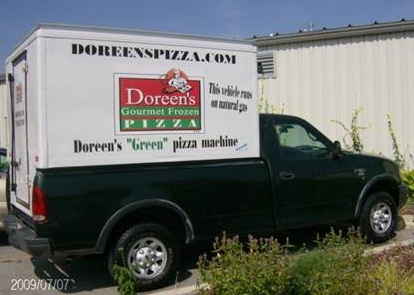 DOREENSPIZZA.COM
Doreen's
Gourmet Frozen
PIZZA
This vehicle runs
on natural gas
Doreen's "Green" pizza machine
2009/07/07